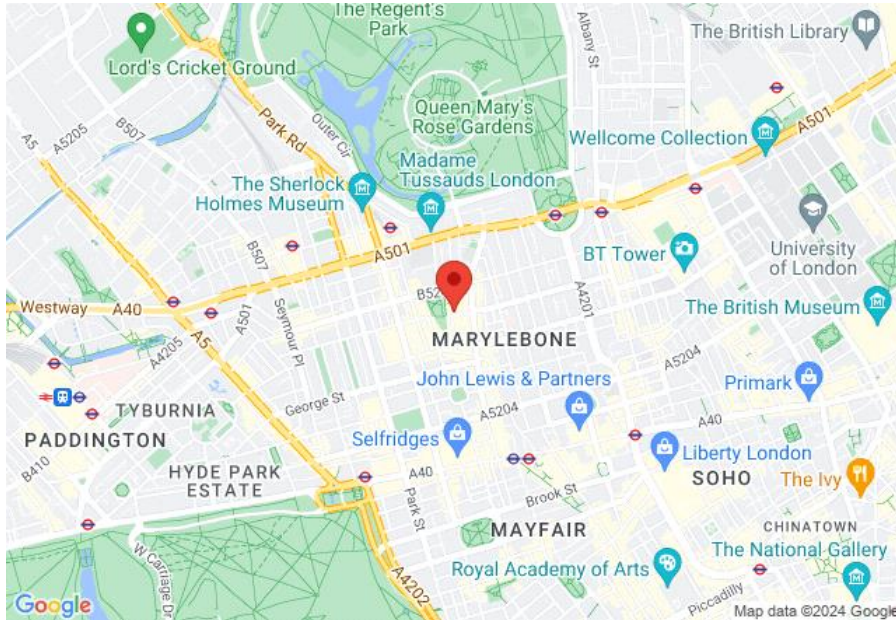 The Regent's
Park
Albany St
The British Library
Lord's Cricket Ground
A5
A5205
B507
Park Rd
Outer Cir
Queen Mary's
Rose Gardens
A501
Wellcome Collection
Madame
Tussauds London
The Sherlock
Holmes Museum
B507
A501
BT Tower
University
of London
Westway
A40
A501
A5
A4205
Seymour Pl
A4201
The British Museum
MARYLEBONE
A5204
John Lewis & Partners
Primark
George St
A5204
TYBURNIA
A40
PADDINGTON
Selfridges
Liberty London
B410
HYDE PARK
ESTATE
A40
SOHO
The Ivy
Park St
Brook St
MAYFAIR
CHINATOWN
W Carriage Dr
The National Gallery
A4202
Royal Academy of Arts
Piccadilly
Google
Map data ©2024 Google